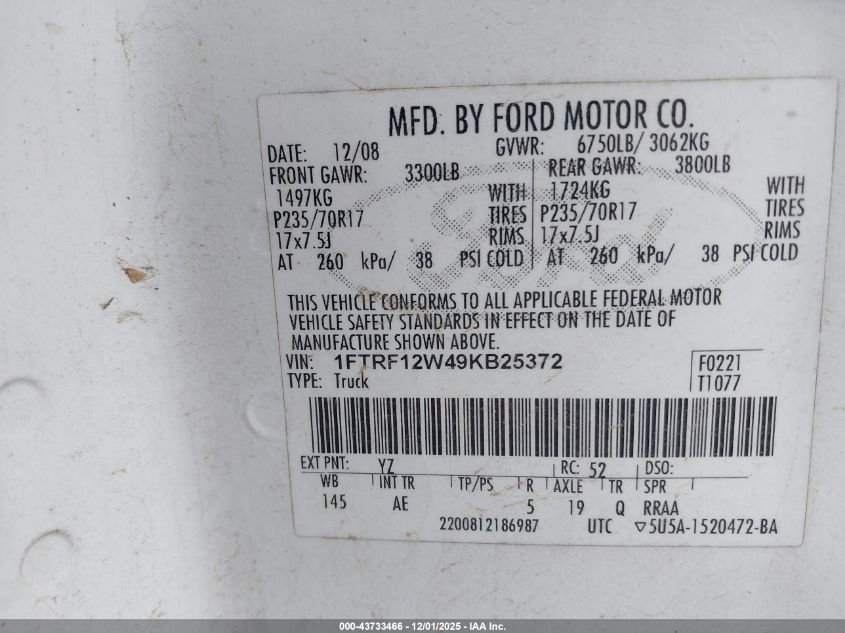 MFD. BY FORD MOTOR CO.
DATE: 12/08 GVWR: 6750LB/ 3062KG
FRONT GAWR: 3300LB REAR GAWR: 3800LB
1497KG WITH 1724KG WITH
P235/70R17 TIRES P235/70R17 TIRES
17x7.5J RIMS 17x7.5J RIMS
AT 260 kPa/ 38 PSI COLD AT 260 kPa/ 38 PSI COLD
Ford
THIS VEHICLE CONFORMS TO ALL APPLICABLE FEDERAL MOTOR
VEHICLE SAFETY STANDARDS IN EFFECT ON THE DATE OF
MANUFACTURE SHOWN ABOVE.
VIN: 1FTRF12W49KB25372 F0221
TYPE: Truck T1077
EXT PNT: YZ RC: 52 DSO:
WB INT TR TP/PS R AXLE TR SPR
145 AE 5 19 Q RRAA
2200812186987 UTC ▽5U5A-1520472-BA
000-43733466 - 12/01/2025 - IAA Inc.